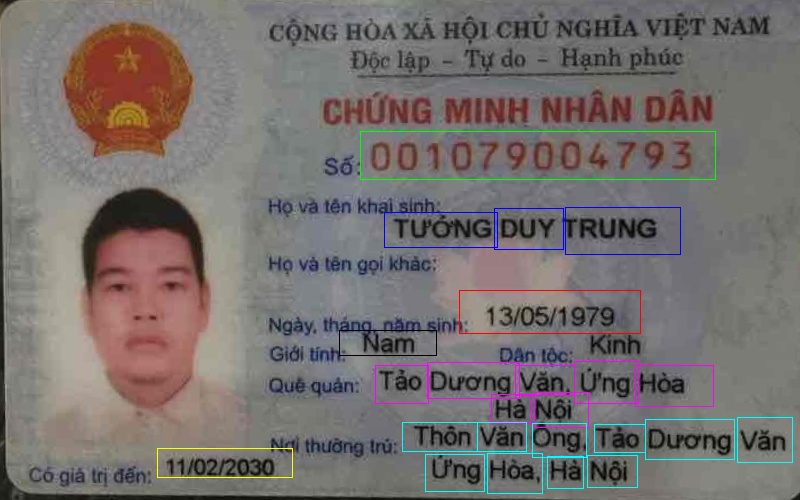 CỘNG HÒA XÃ HỘI CHỦ NGHĨA VIỆT NAM
Độc lập - Tự do - Hạnh phúc
CHỨNG MINH NHÂN DÂN
Số: 001079004793
Họ và tên khai sinh:
TƯỞNG DUY TRUNG
Họ và tên gọi khác:
Ngày, tháng, năm sinh: 13/05/1979
Giới tính: Nam Dân tộc: Kinh
Quê quán: Tảo Dương Văn, Ứng Hòa
Hà Nội
Nơi thường trú: Thôn Văn Ông, Tảo Dương Văn
Ứng Hòa, Hà Nội
Có giá trị đến: 11/02/2030